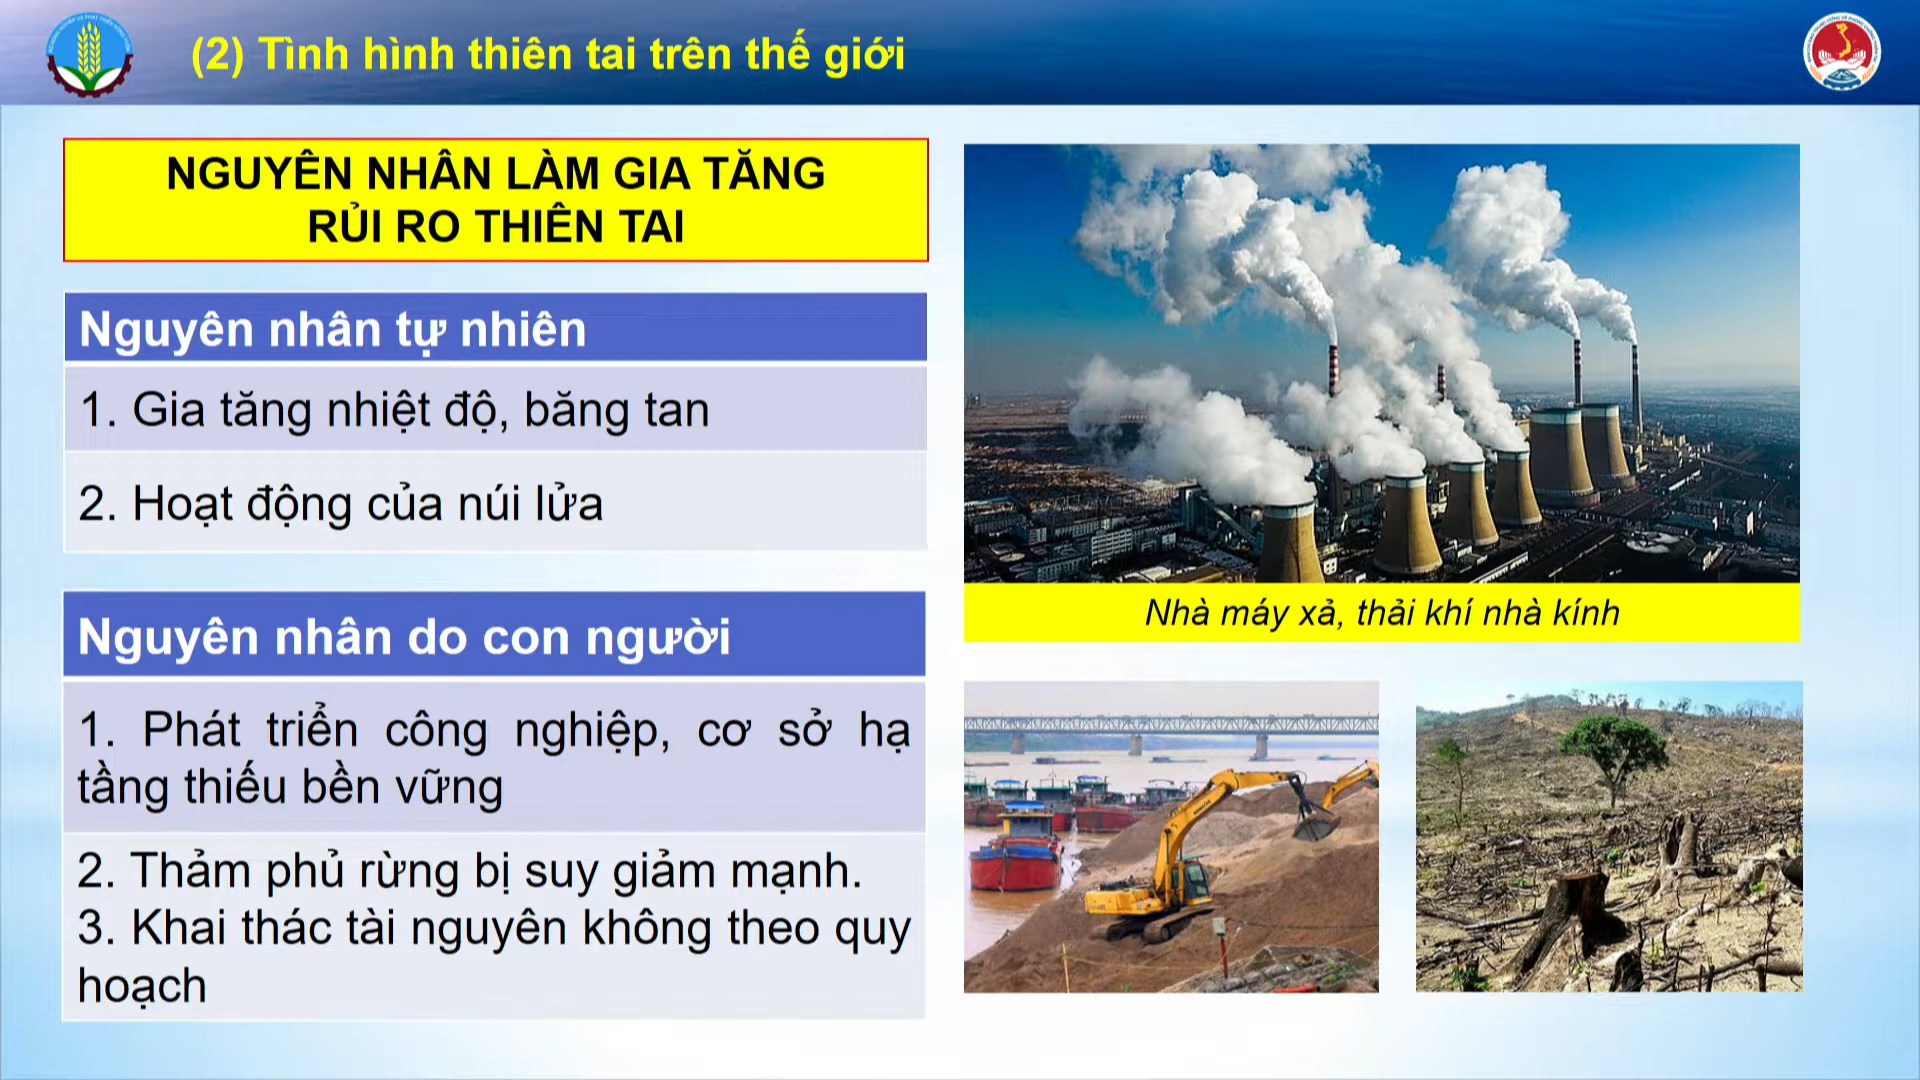 (2) Tình hình thiên tai trên thế giới
NGUYÊN NHÂN LÀM GIA TĂNG
RỦI RO THIÊN TAI
Nguyên nhân tự nhiên
1. Gia tăng nhiệt độ, băng tan
2. Hoạt động của núi lửa
Nguyên nhân do con người
1. Phát triển công nghiệp, cơ sở hạ
tầng thiếu bền vững
2. Thảm phủ rừng bị suy giảm mạnh.
3. Khai thác tài nguyên không theo quy
hoạch
Nhà máy xả, thải khí nhà kính